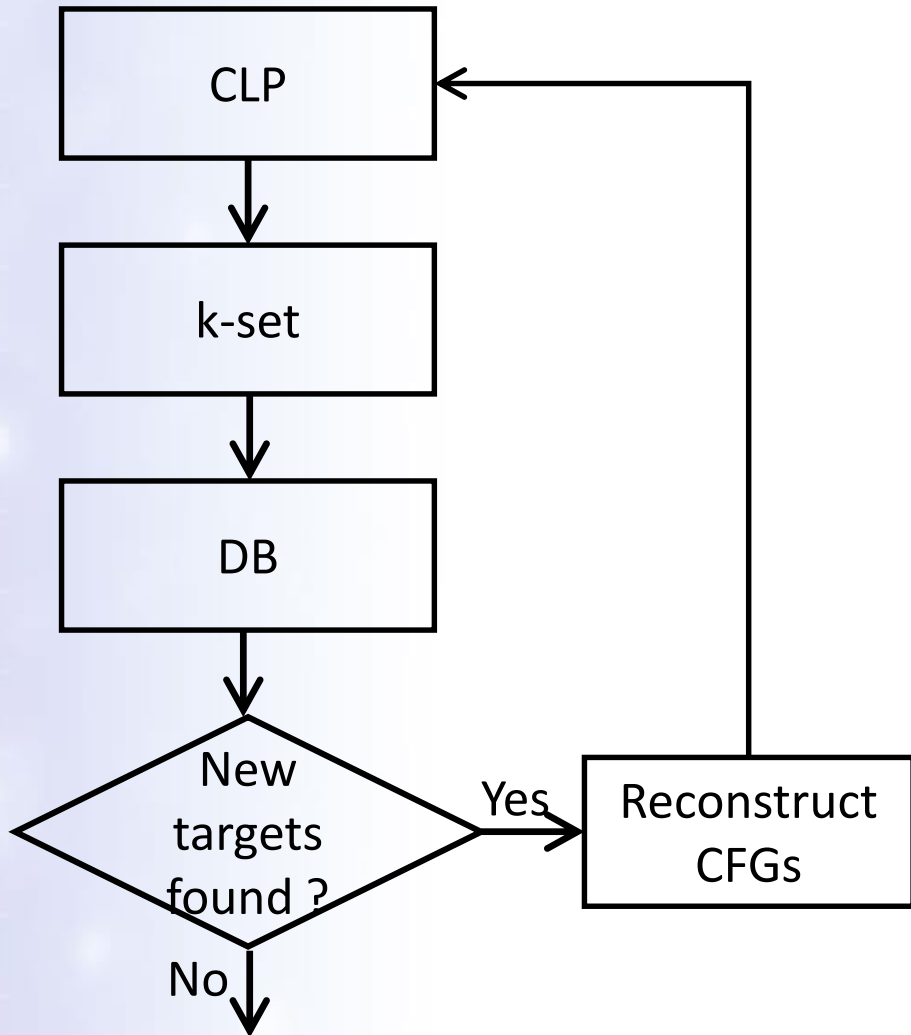 CLP
k-set
DB
New
targets
found ?
Yes
Reconstruct
CFGs
No